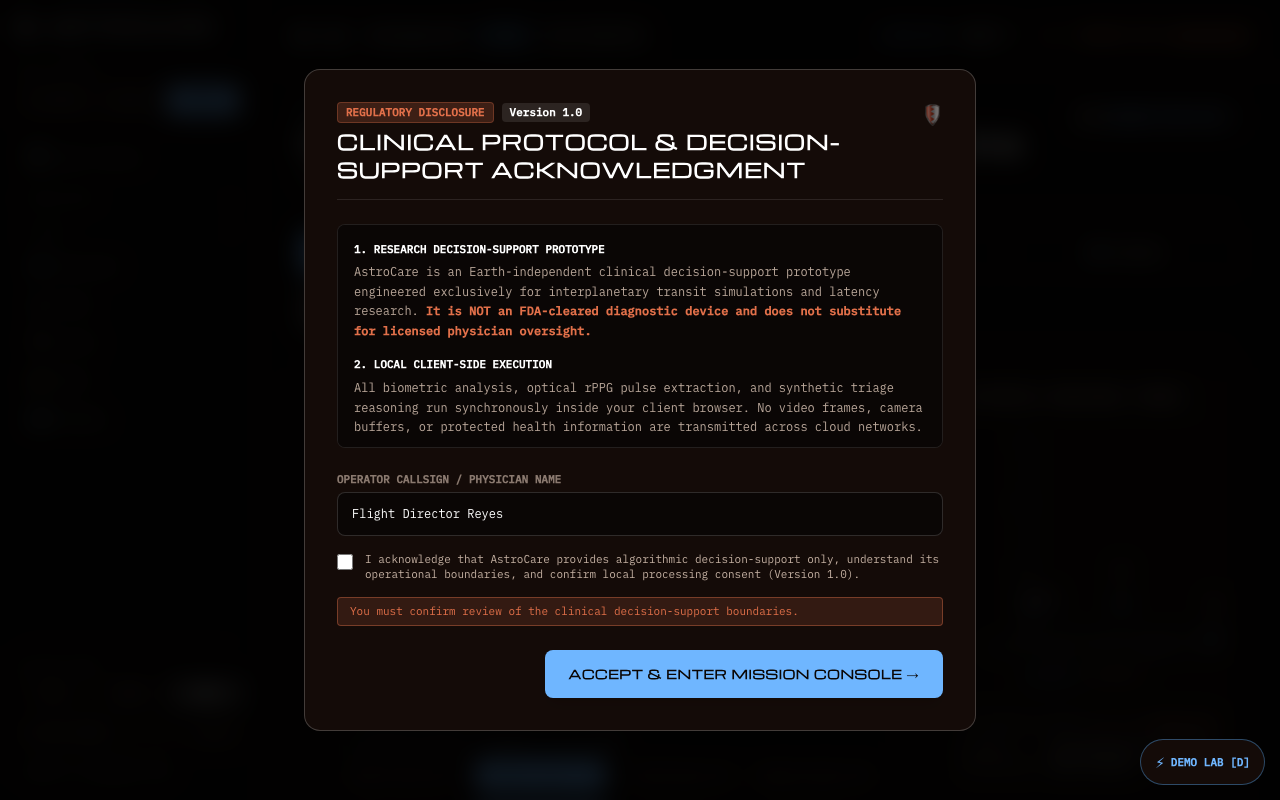 REGULATORY DISCLOSURE Version 1.0
CLINICAL PROTOCOL & DECISION-
SUPPORT ACKNOWLEDGMENT
1. RESEARCH DECISION-SUPPORT PROTOTYPE
AstroCare is an Earth-independent clinical decision-support prototype
engineered exclusively for interplanetary transit simulations and latency
research. It is NOT an FDA-cleared diagnostic device and does not substitute
for licensed physician oversight.
2. LOCAL CLIENT-SIDE EXECUTION
All biometric analysis, optical rPPG pulse extraction, and synthetic triage
reasoning run synchronously inside your client browser. No video frames, camera
buffers, or protected health information are transmitted across cloud networks.
OPERATOR CALLSIGN / PHYSICIAN NAME
Flight Director Reyes
I acknowledge that AstroCare provides algorithmic decision-support only, understand its
operational boundaries, and confirm local processing consent (Version 1.0).
You must confirm review of the clinical decision-support boundaries.
ACCEPT & ENTER MISSION CONSOLE →
⚡ DEMO LAB [D]